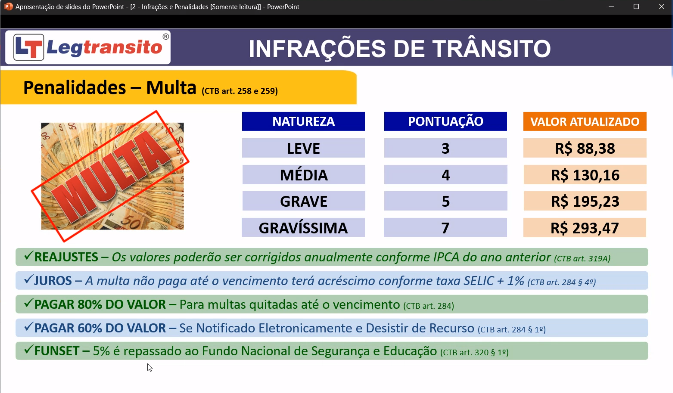 Apresentação de slides do PowerPoint - [2 - Infrações e Penalidades [Somente leitura]] - PowerPoint
LT Legtransito®
INFRAÇÕES DE TRÂNSITO
Penalidades – Multa (CTB art. 258 e 259)
NATUREZA PONTUAÇÃO VALOR ATUALIZADO
LEVE 3 R$ 88,38
MÉDIA 4 R$ 130,16
GRAVE 5 R$ 195,23
GRAVÍSSIMA 7 R$ 293,47
MULTA
50
✓REAJUSTES – Os valores poderão ser corrigidos anualmente conforme IPCA do ano anterior (CTB art. 319A)
✓JUROS – A multa não paga até o vencimento terá acréscimo conforme taxa SELIC + 1% (CTB art. 284 § 4º)
✓PAGAR 80% DO VALOR – Para multas quitadas até o vencimento (CTB art. 284)
✓PAGAR 60% DO VALOR – Se Notificado Eletronicamente e Desistir de Recurso (CTB art. 284 § 1º)
✓FUNSET – 5% é repassado ao Fundo Nacional de Segurança e Educação (CTB art. 320 § 1º)